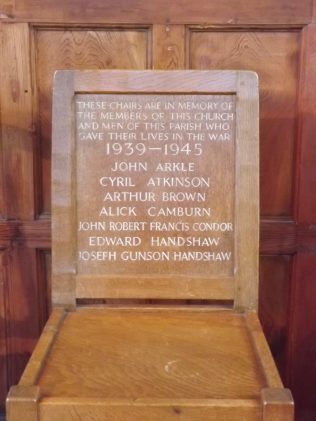 THESE CHAIRS ARE IN MEMORY OF
THE MEMBERS OF THIS CHURCH
AND MEN OF THIS PARISH WHO
GAVE THEIR LIVES IN THE WAR
1939-1945
JOHN ARKLE
CYRIL ATKINSON
ARTHUR BROWN
ALICK CAMBURN
JOHN ROBERT FRANCIS CONDOR
EDWARD HANDSHAW
JOSEPH GUNSON HANDSHAW